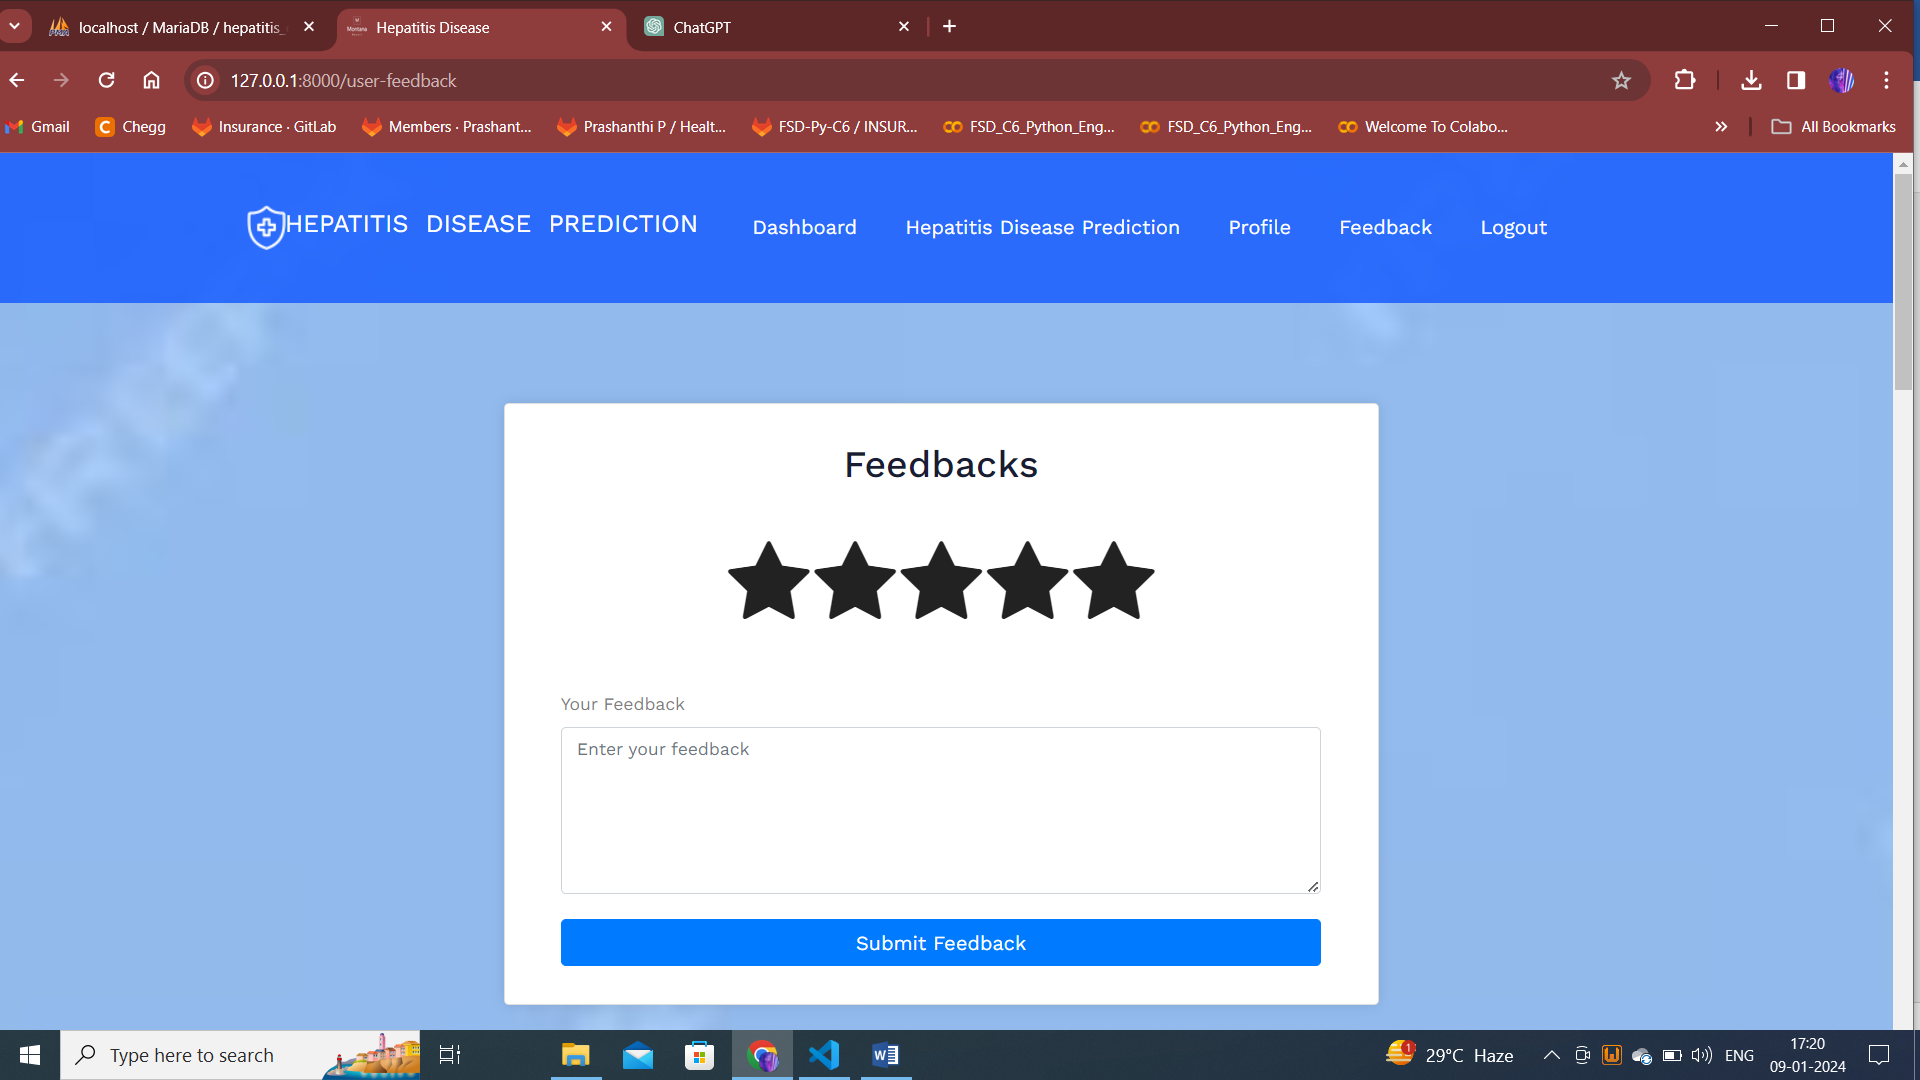 localhost / MariaDB / hepatitis_
Hepatitis Disease
ChatGPT
127.0.0.1:8000/user-feedback
Gmail
Chegg
Insurance · GitLab
Members · Prashant...
Prashanthi P / Healt...
FSD-Py-C6 / INSUR...
FSD_C6_Python_Eng...
FSD_C6_Python_Eng...
Welcome To Colabo...
All Bookmarks
HEPATITIS DISEASE PREDICTION
Dashboard
Hepatitis Disease Prediction
Profile
Feedback
Logout
Feedbacks
Your Feedback
Enter your feedback
Submit Feedback
Type here to search
1
29°C Haze
ENG
17:20
09-01-2024